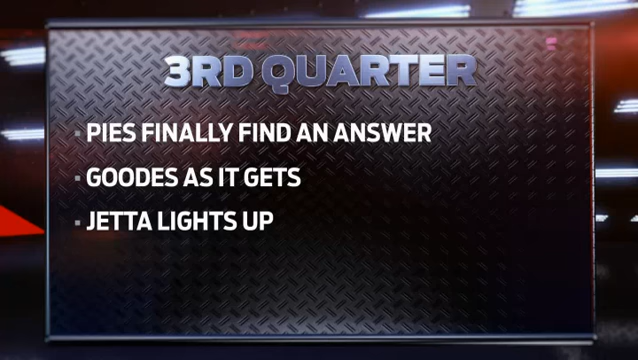 3RD QUARTER
PIES FINALLY FIND AN ANSWER
GOODES AS IT GETS
JETTA LIGHTS UP